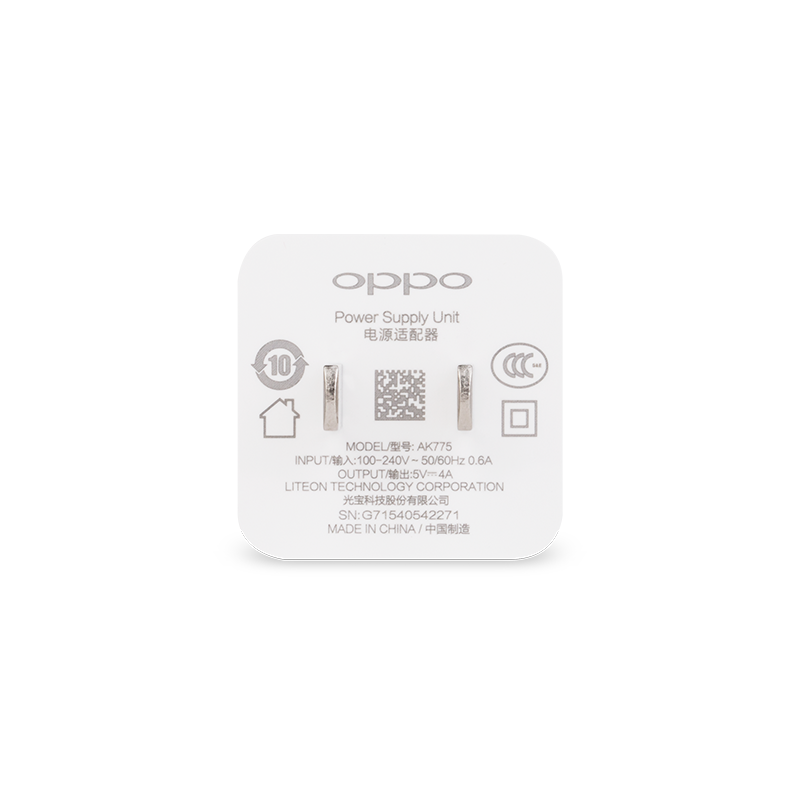 oppo
Power Supply Unit
电源适配器
10
CCC S&E
MODEL/型号: AK775
INPUT/输入:100-240V~50/60Hz 0.6A
OUTPUT/输出:5V⎓4A
LITEON TECHNOLOGY CORPORATION
光宝科技股份有限公司
SN:G71540542271
MADE IN CHINA / 中国制造